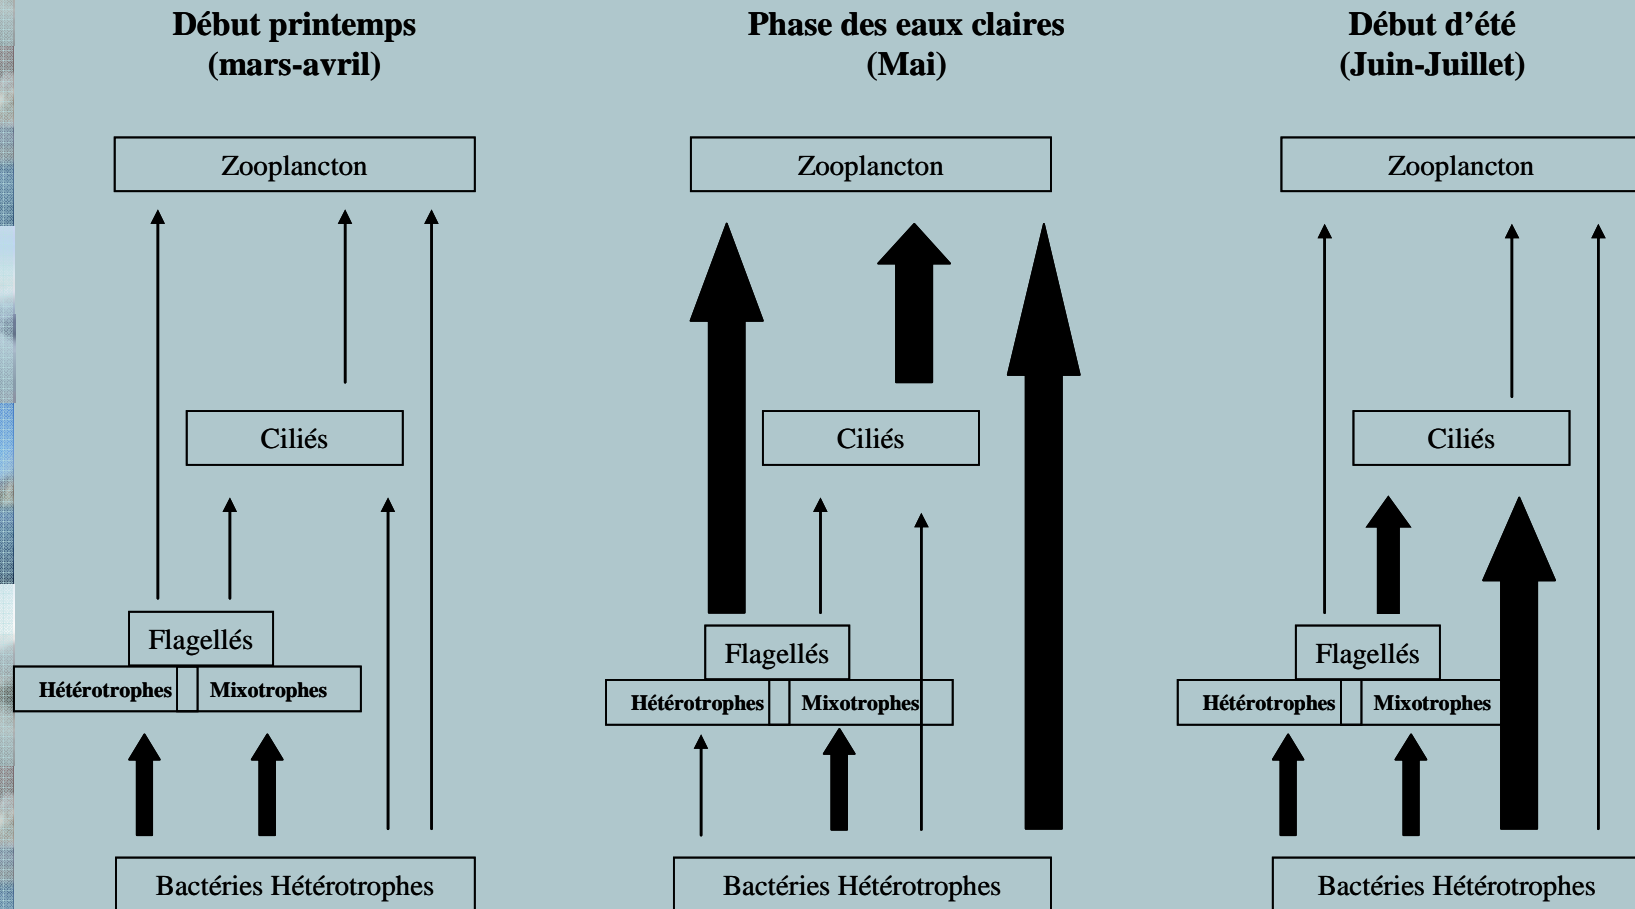 Début printemps
(mars-avril)
Zooplancton
Ciliés
Flagellés
Hétérotrophes
Mixotrophes
Bactéries Hétérotrophes
Phase des eaux claires
(Mai)
Zooplancton
Ciliés
Flagellés
Hétérotrophes
Mixotrophes
Bactéries Hétérotrophes
Début d'été
(Juin-Juillet)
Zooplancton
Ciliés
Flagellés
Hétérotrophes
Mixotrophes
Bactéries Hétérotrophes